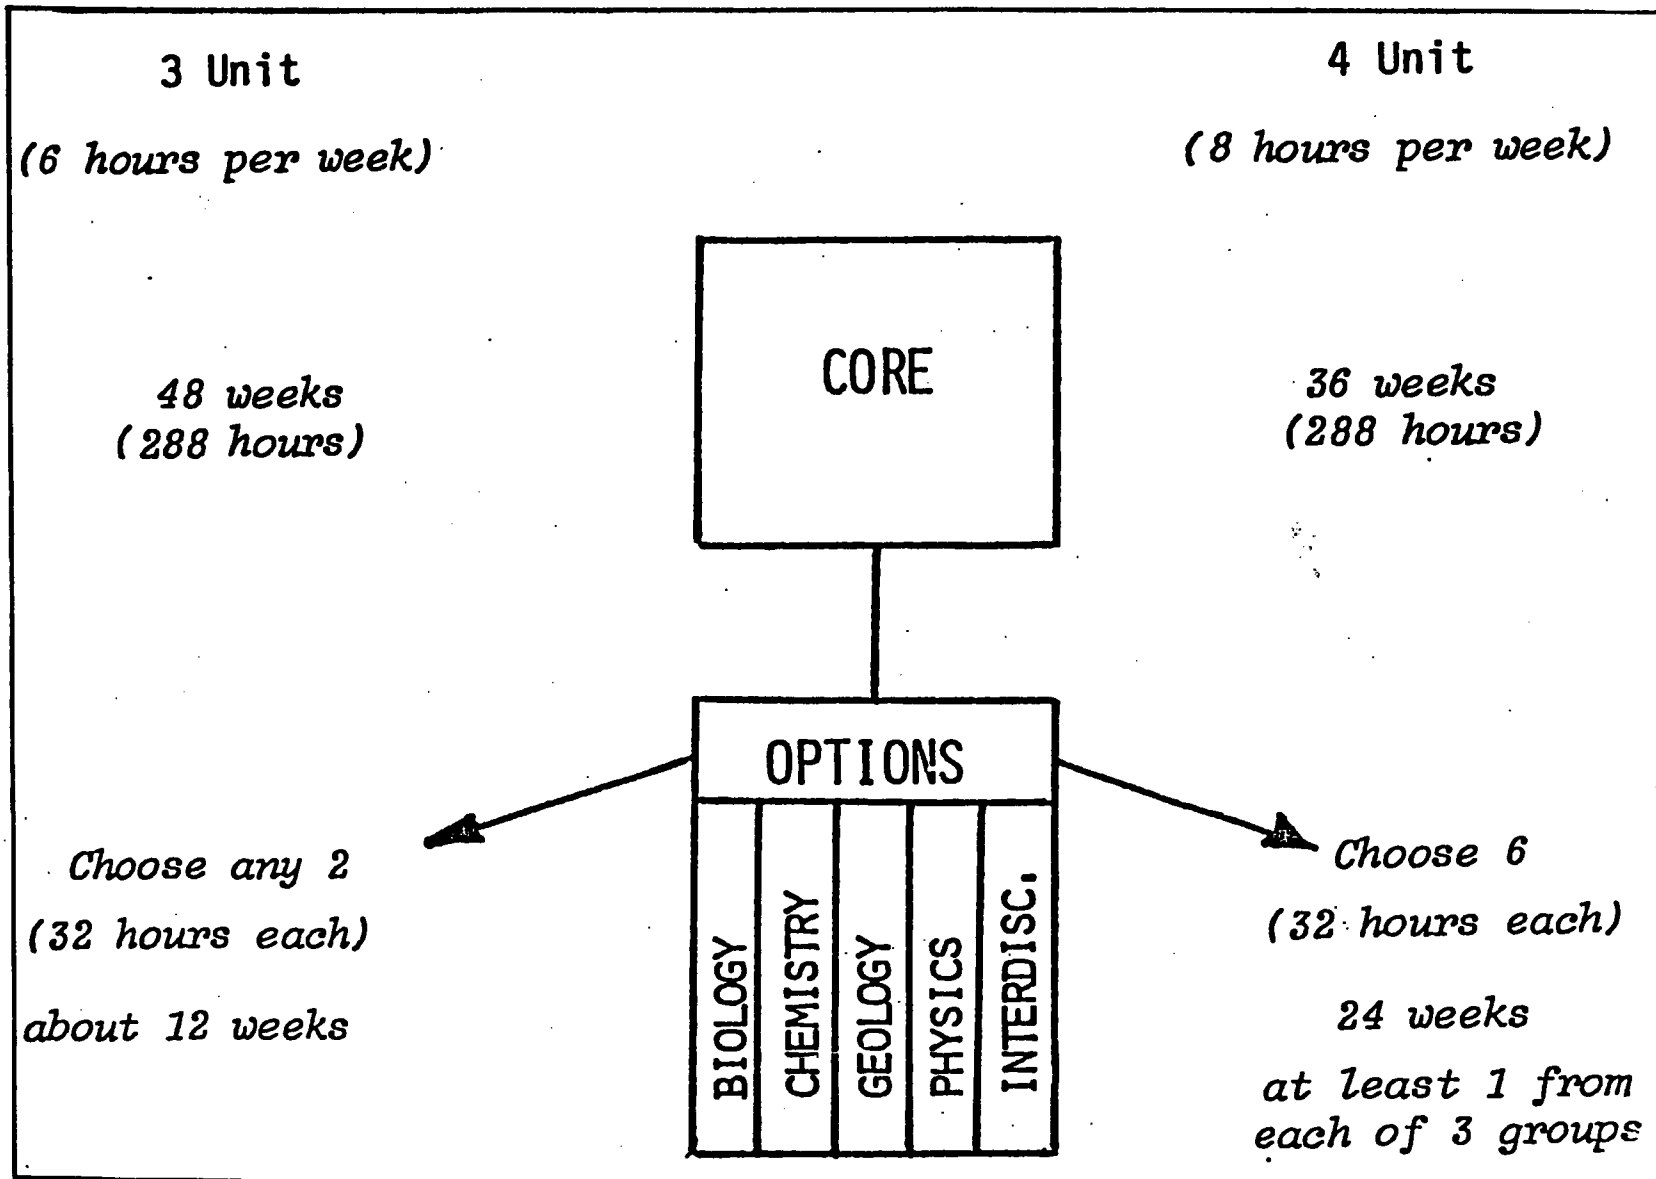 3 Unit
(6 hours per week)
4 Unit
(8 hours per week)
48 weeks
(288 hours)
CORE
36 weeks
(288 hours)
OPTIONS
BIOLOGY
CHEMISTRY
GEOLOGY
PHYSICS
INTERDISC.
Choose any 2
(32 hours each)
about 12 weeks
Choose 6
(32 hours each)
24 weeks
at least 1 from
each of 3 groups